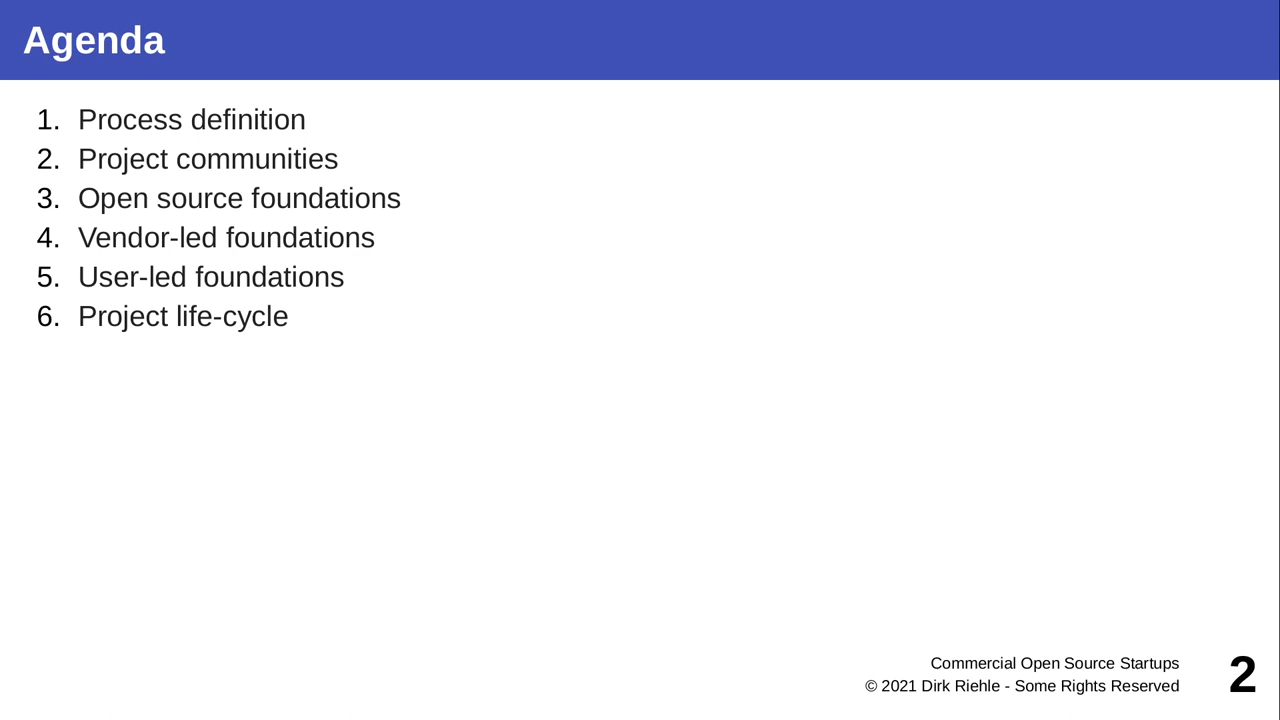 Agenda
1. Process definition
2. Project communities
3. Open source foundations
4. Vendor-led foundations
5. User-led foundations
6. Project life-cycle
Commercial Open Source Startups
© 2021 Dirk Riehle - Some Rights Reserved
2